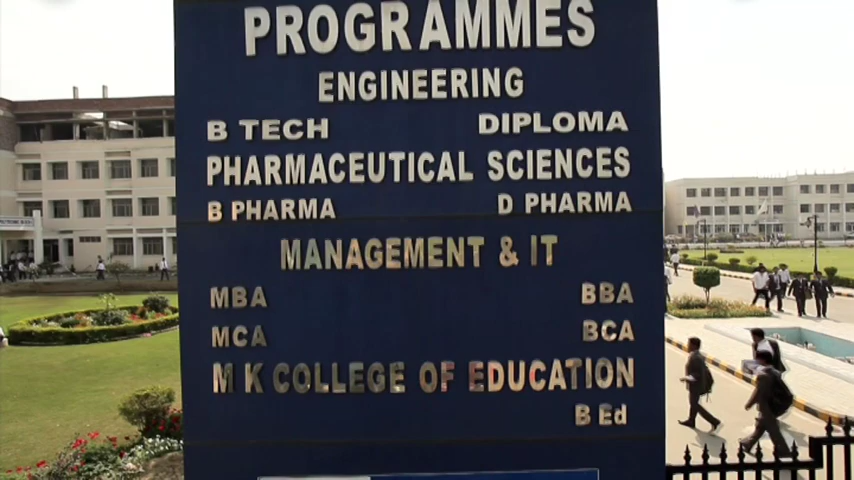 PROGRAMMES
ENGINEERING
B TECH DIPLOMA
PHARMACEUTICAL SCIENCES
B PHARMA D PHARMA
MANAGEMENT & IT
MBA BBA
MCA BCA
M K COLLEGE OF EDUCATION
B Ed